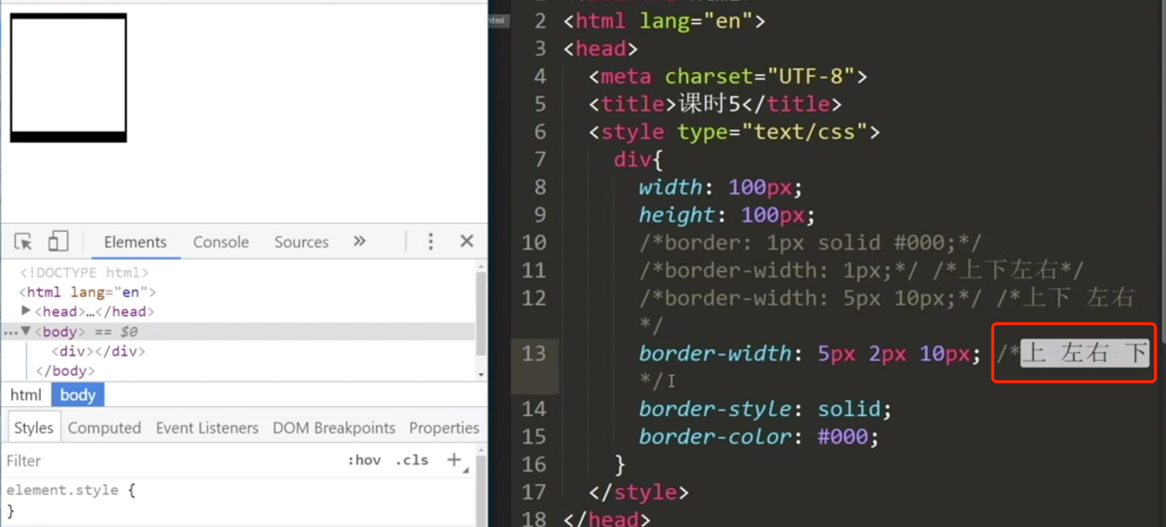 html
2 <html lang="en">
3 <head>
4 <meta charset="UTF-8">
5 <title>课时5</title>
6 <style type="text/css">
7 div{
8 width: 100px;
9 height: 100px;
10 /*border: 1px solid #000;*/
11 /*border-width: 1px;*/ /*上下左右*/
12 /*border-width: 5px 10px;*/ /*上下 左右
*/
13 border-width: 5px 2px 10px; /*上 左右 下
*/
14 border-style: solid;
15 border-color: #000;
16 }
17 </style>
18 </head>
Elements Console Sources »
<!DOCTYPE html>
<html lang="en">
▶<head>…</head>
…▼<body> == $0
<div></div>
</body>
html body
Styles Computed Event Listeners DOM Breakpoints Properties
Filter :hov .cls +
element.style {
}